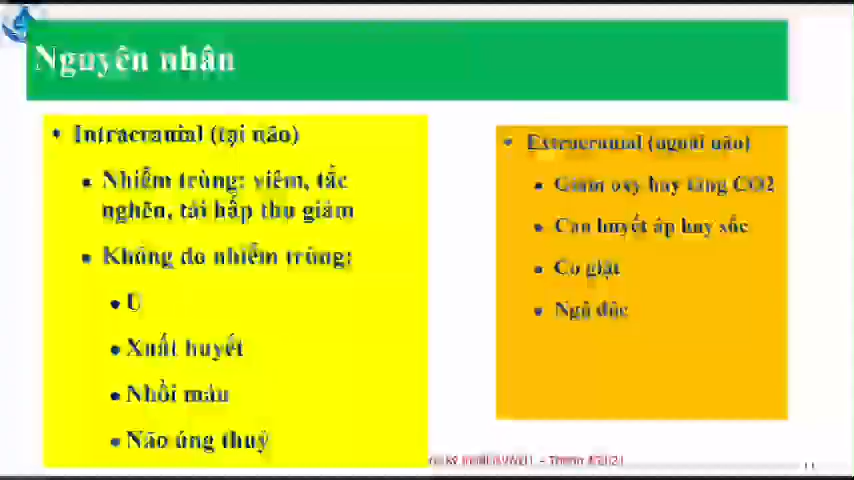 Nguyên nhân
• Intracranial (tại não)
▪ Nhiễm trùng: viêm, tắc
nghẽn, tái hấp thu giảm
▪ Không do nhiễm trùng:
• U
• Xuất huyết
• Nhồi máu
• Não úng thuỷ
• Extracranial (ngoài não)
▪ Giảm oxy hay tăng CO2
▪ Cao huyết áp hay sốc
▪ Co giật
▪ Ngộ độc